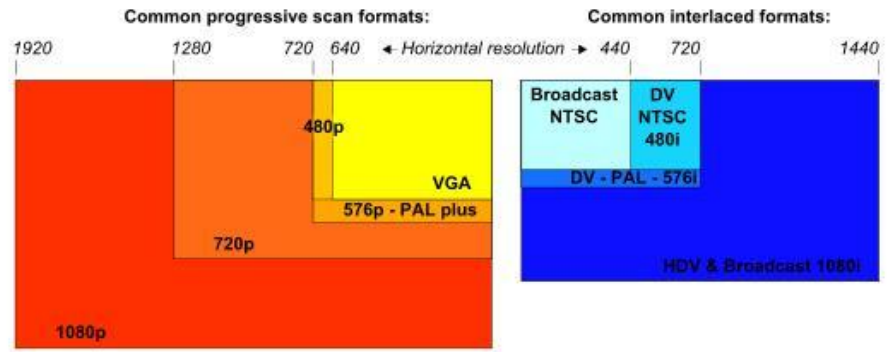 Common progressive scan formats:
Common interlaced formats:
1920 1280 720 640 ← Horizontal resolution → 440 720 1440
480p
VGA
576p - PAL plus
720p
1080p
Broadcast
NTSC
DV
NTSC
480i
DV - PAL - 576i
HDV & Broadcast 1080i